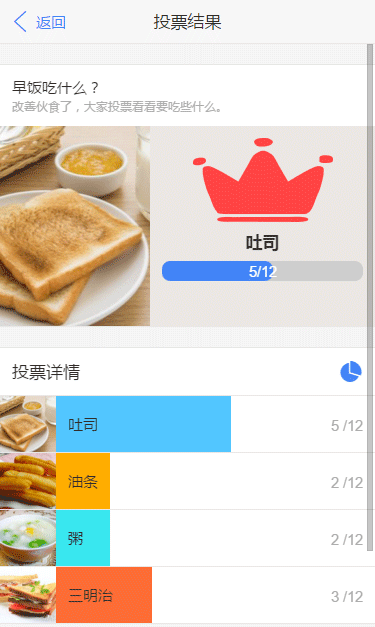 返回
投票结果
早饭吃什么？
改善伙食了，大家投票看看要吃些什么。
吐司
5/12
投票详情
吐司
5 /12
油条
2 /12
粥
2 /12
三明治
3 /12